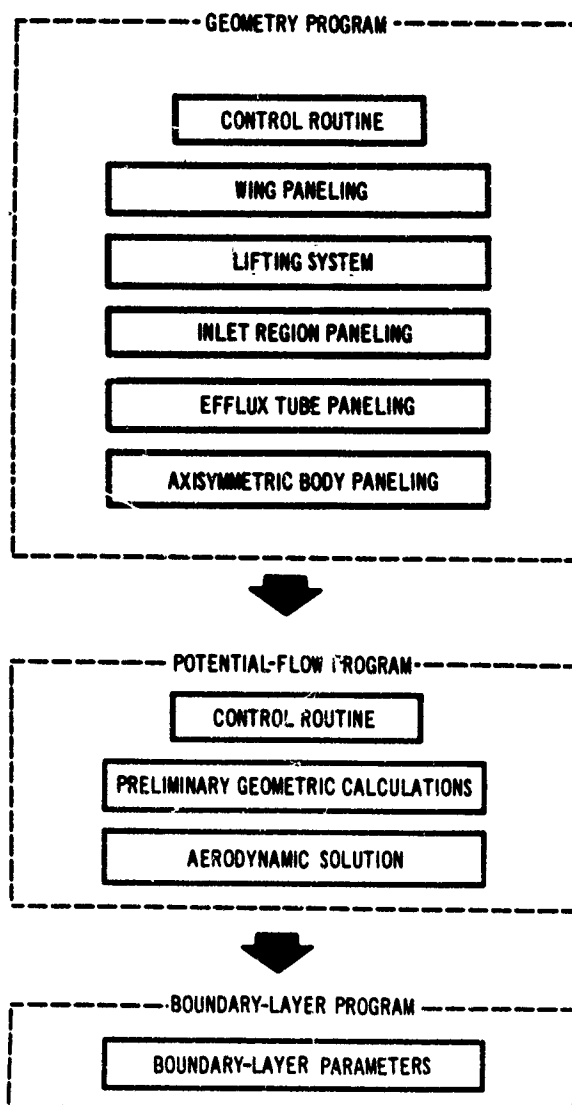 GEOMETRY PROGRAM
CONTROL ROUTINE
WING PANELING
LIFTING SYSTEM
INLET REGION PANELING
EFFLUX TUBE PANELING
AXISYMMETRIC BODY PANELING
POTENTIAL-FLOW PROGRAM
CONTROL ROUTINE
PRELIMINARY GEOMETRIC CALCULATIONS
AERODYNAMIC SOLUTION
BOUNDARY-LAYER PROGRAM
BOUNDARY-LAYER PARAMETERS